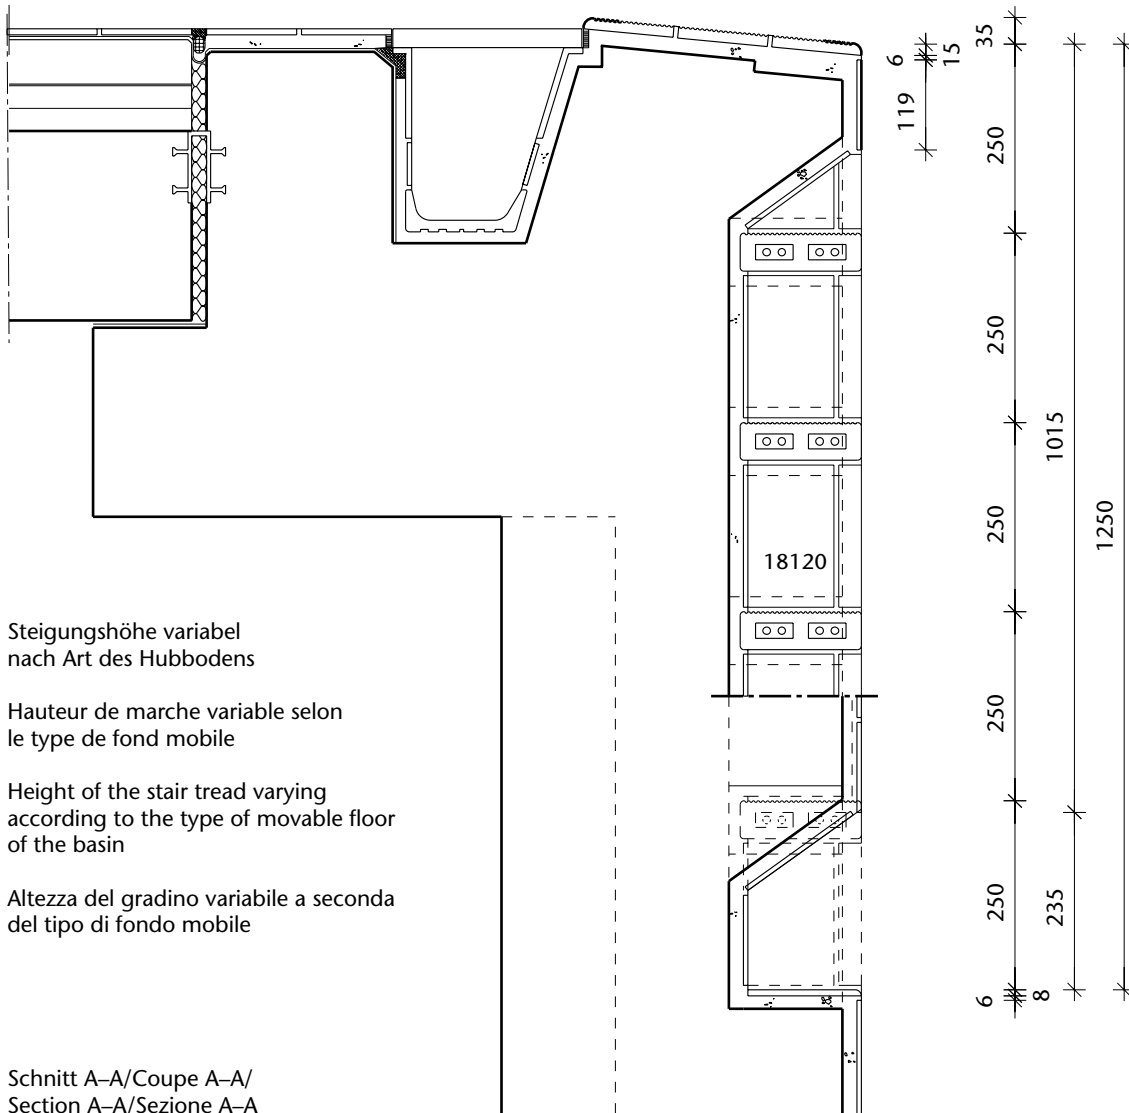 35
6
15
119
250
250
1015
1250
250
18120
Steigungshöhe variabel
nach Art des Hubbodens
Hauteur de marche variable selon
le type de fond mobile
250
Height of the stair tread varying
according to the type of movable floor
of the basin
Altezza del gradino variabile a seconda
del tipo di fondo mobile
250
235
6
8
Schnitt A–A/Coupe A–A/
Section A–A/Sezione A–A